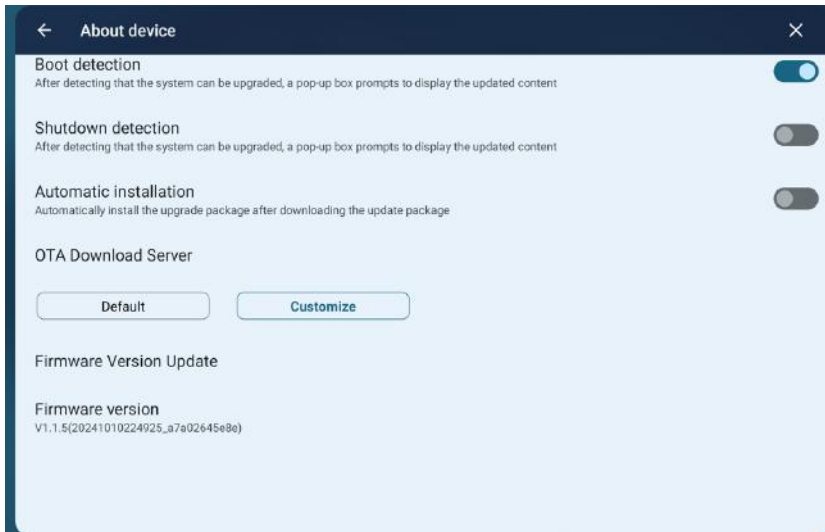 About device
Boot detection
After detecting that the system can be upgraded, a pop-up box prompts to display the updated content
Shutdown detection
After detecting that the system can be upgraded, a pop-up box prompts to display the updated content
Automatic installation
Automatically install the upgrade package after downloading the update package
OTA Download Server
Default Customize
Firmware Version Update
Firmware version
V1.1.5(20241010224925_a7a02645e8e)